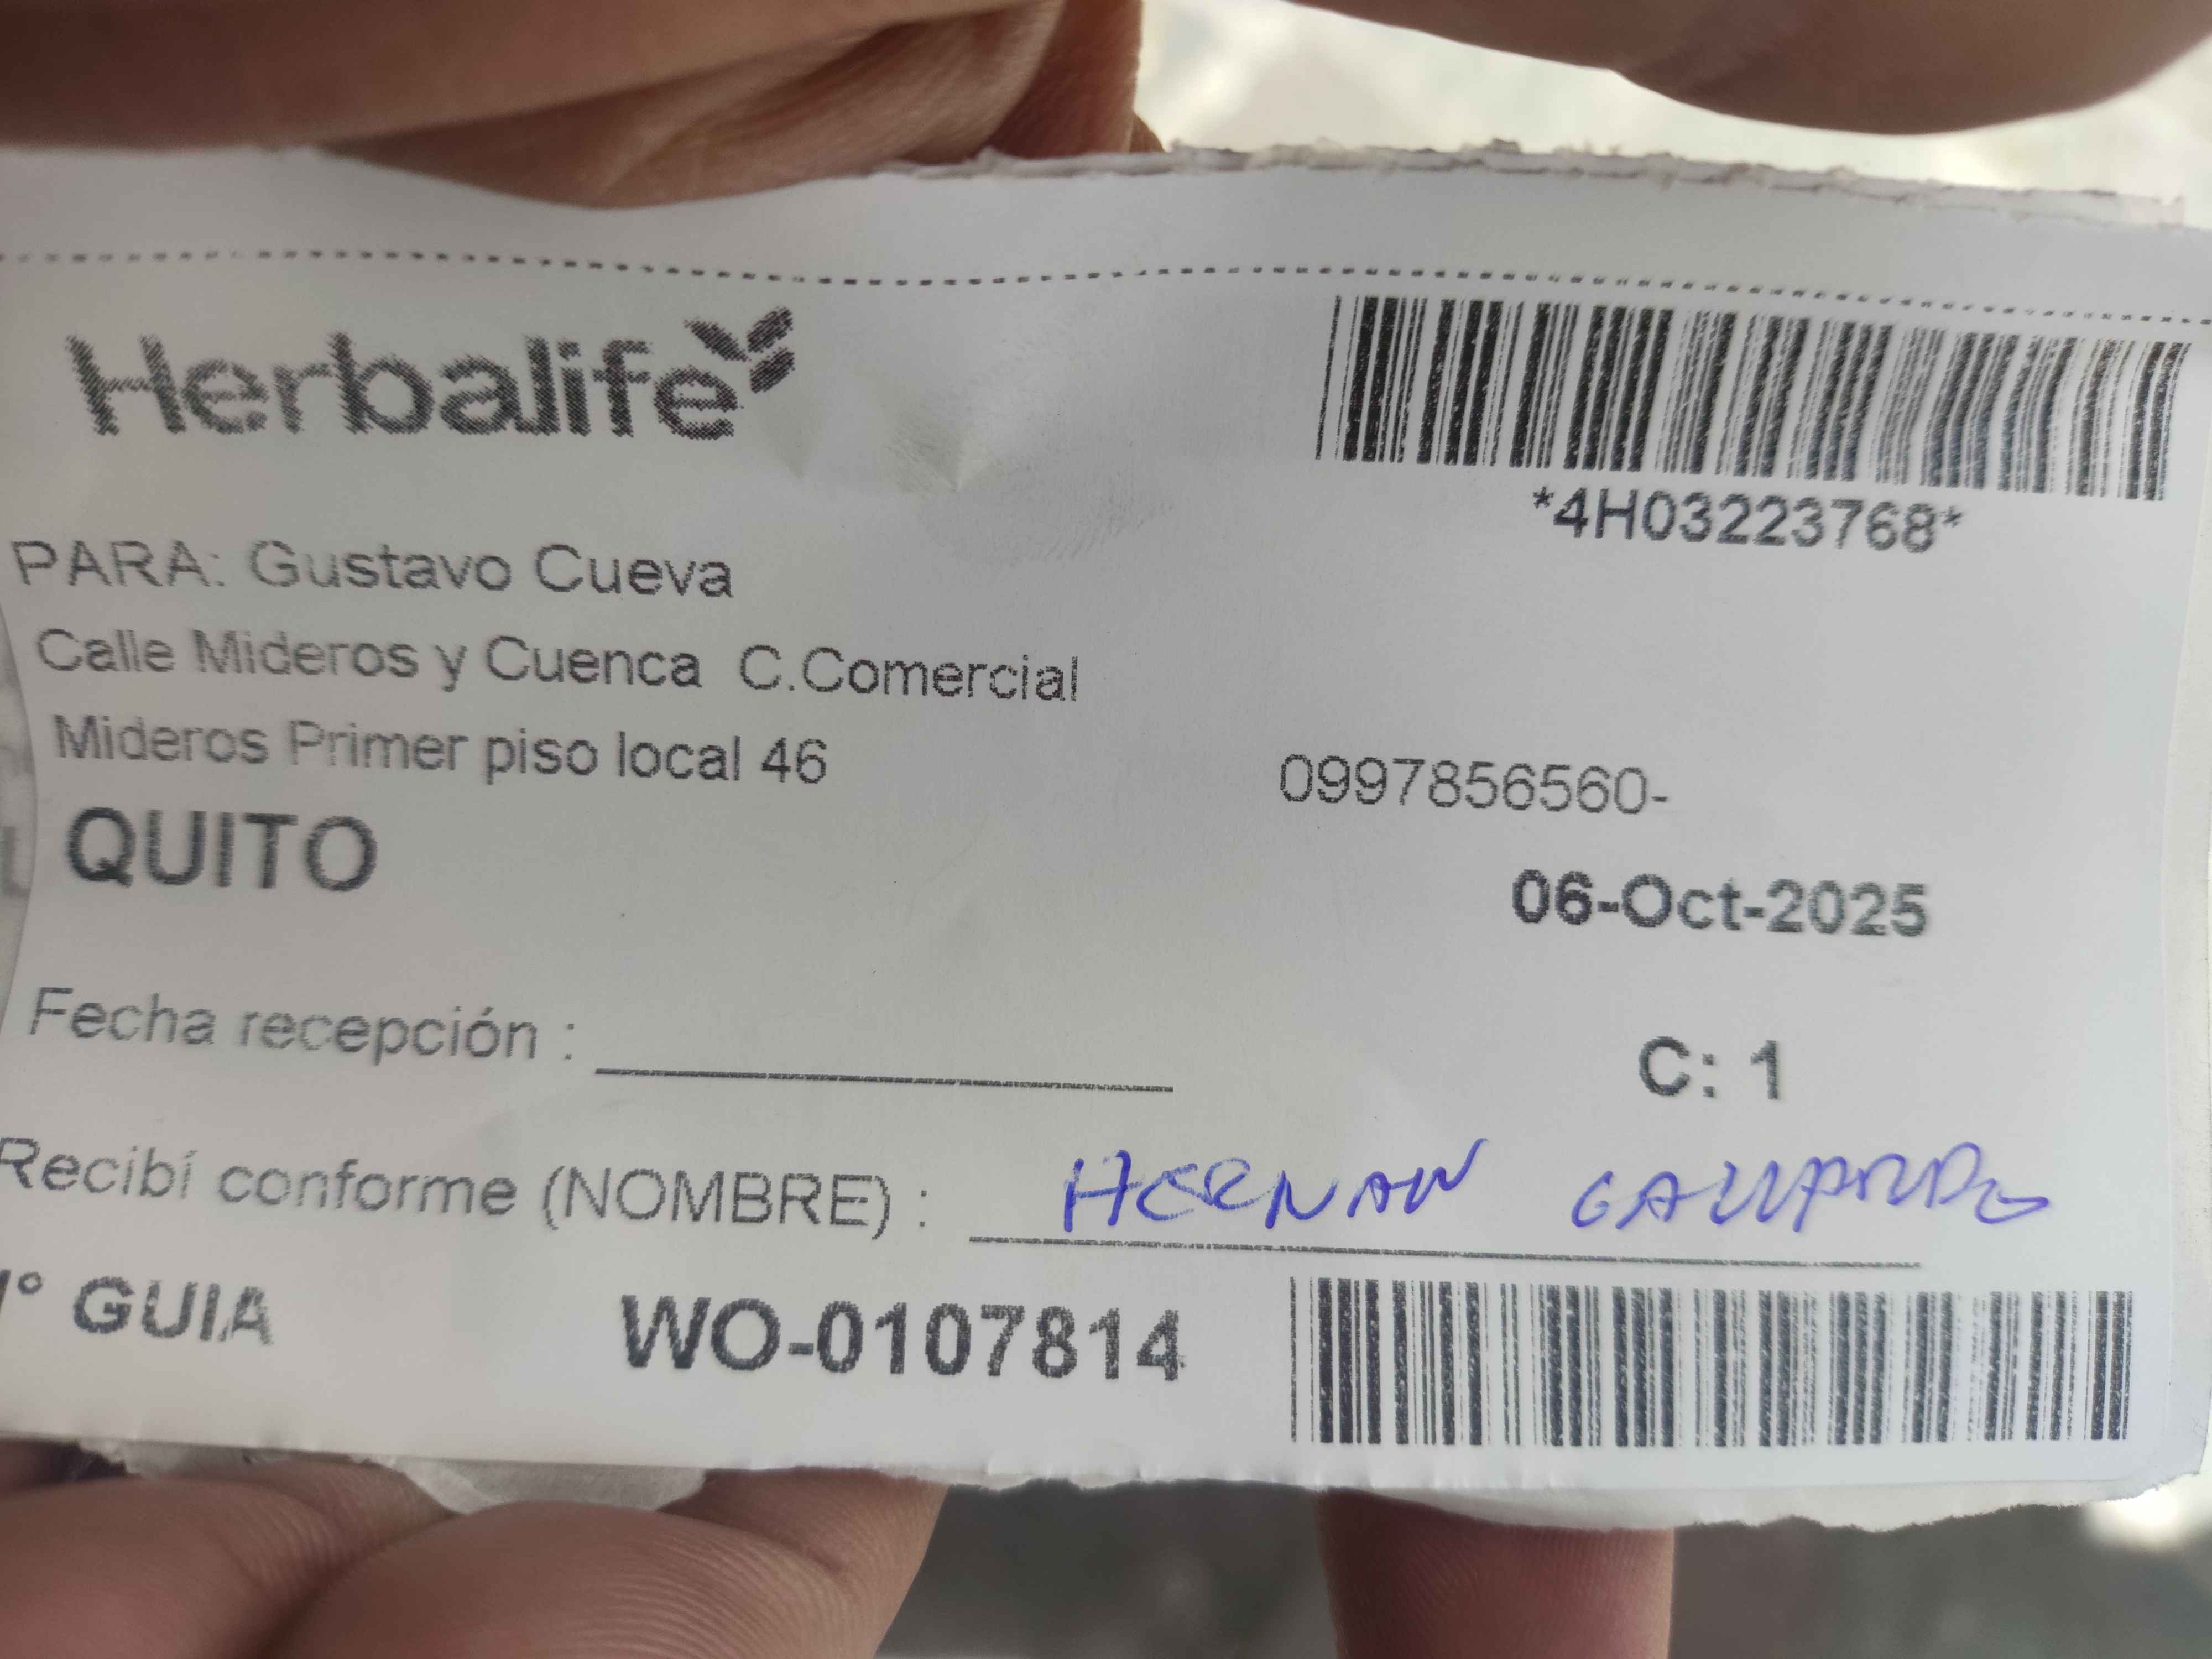 Herbalife
*4H03223768*
PARA: Gustavo Cueva
Calle Mideros y Cuenca C.Comercial
Mideros Primer piso local 46
0997856560-
QUITO
06-Oct-2025
Fecha recepción :
C: 1
Recibí conforme (NOMBRE) : HERNAN
° GUIA WO-0107814